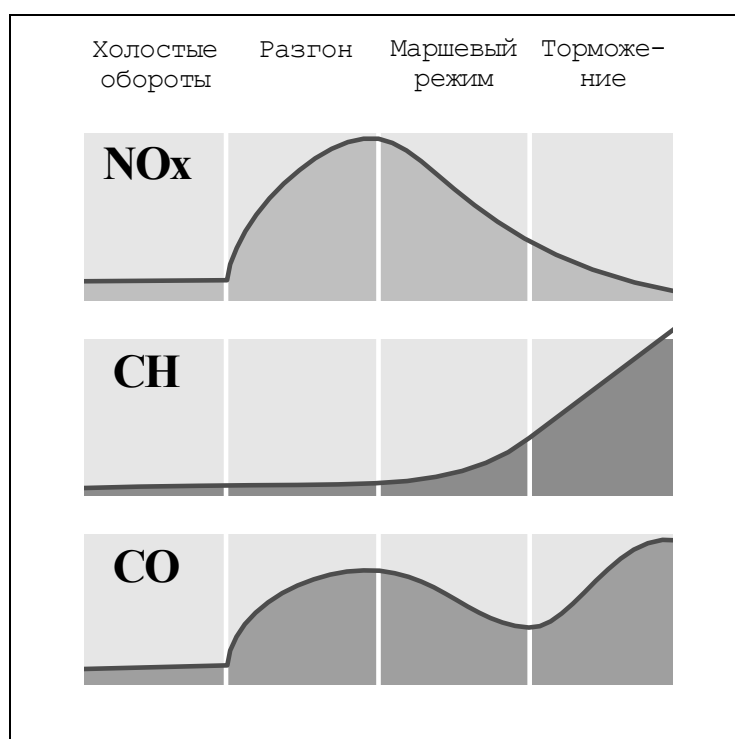 Холостые
обороты
Разгон
Маршевый
режим
Торможе-
ние
NOx
CH
CO